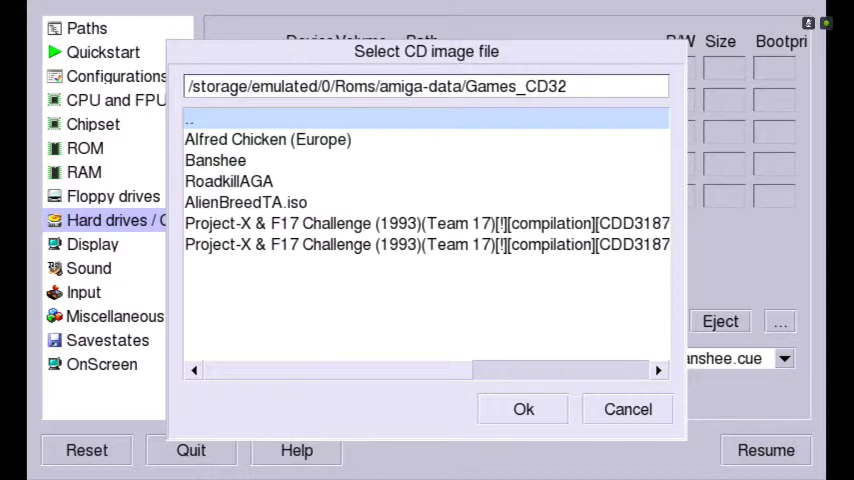 Paths
Quickstart
Configurations
CPU and FPU
Chipset
ROM
RAM
Floppy drives
Hard drives /
Display
Sound
Input
Miscellaneous
Savestates
OnScreen
Size
Bootpri
Select CD image file
/storage/emulated/0/Roms/amiga-data/Games_CD32
..
Alfred Chicken (Europe)
Banshee
RoadkillAGA
AlienBreedTA.iso
Project-X & F17 Challenge (1993)(Team 17)[!][compilation][CDD3187
Project-X & F17 Challenge (1993)(Team 17)[!][compilation][CDD3187
Eject
...
anshee.cue
Ok
Cancel
Reset
Quit
Help
Resume